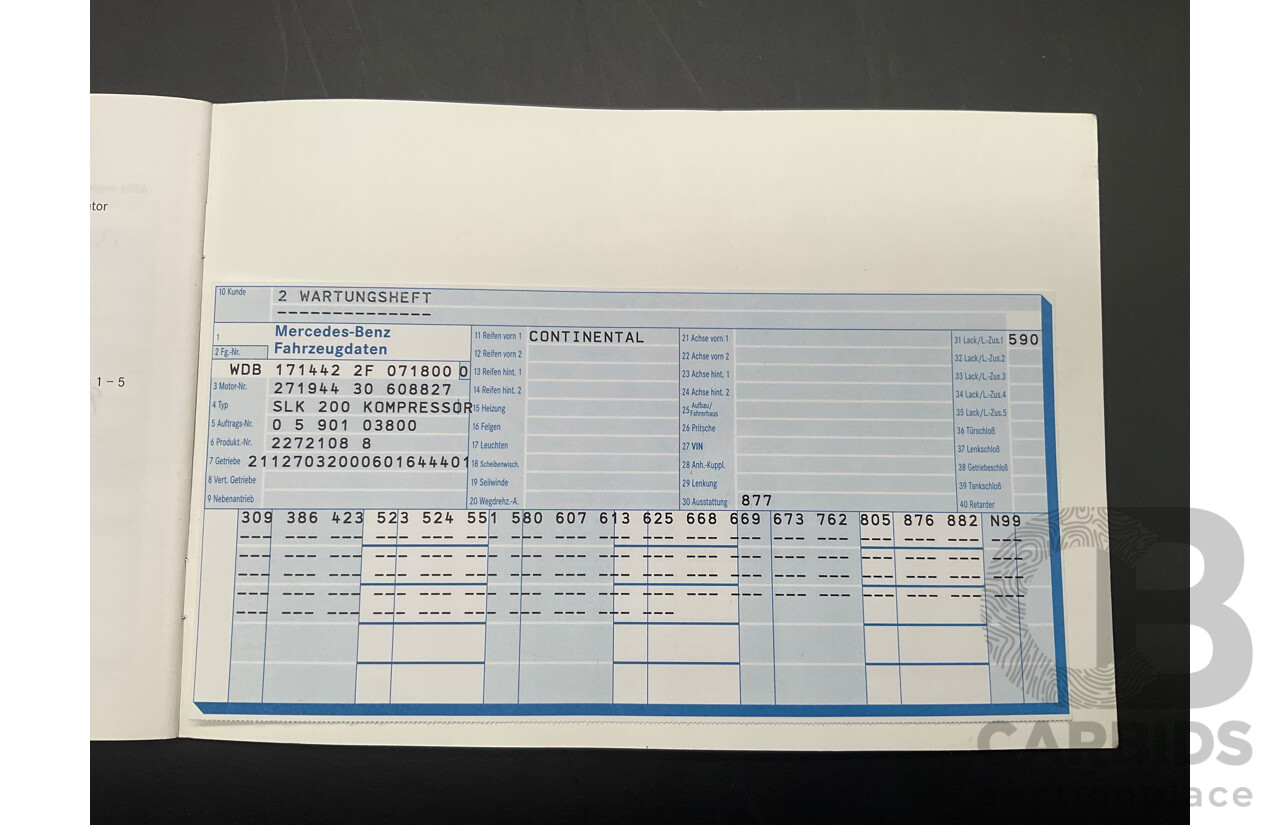 tor
1 – 5
10 Kunde 2 WARTUNGSHEFT
1 Mercedes-Benz
Fahrzeugdaten
2 Fg.-Nr.
WDB 171442 2F 071800 0
3 Motor-Nr. 271944 30 608827
4 Typ SLK 200 KOMPRESSOR
5 Auftrags-Nr. 0 5 901 03800
6 Produkt.-Nr. 2272108 8
7 Getriebe 21127032000601644401
8 Vert. Getriebe
9 Nebenantrieb
11 Reifen vorn 1 CONTINENTAL
12 Reifen vorn 2
13 Reifen hint. 1
14 Reifen hint. 2
15 Heizung
16 Felgen
17 Leuchten
18 Scheibenwisch.
19 Seilwinde
20 Wegdrehz.-A.
21 Achse vorn 1
22 Achse vorn 2
23 Achse hint. 1
24 Achse hint. 2
25 Aufbau/
Fahrerhaus
26 Pritsche
27 VIN
28 Anh.-Kuppl.
29 Lenkung
30 Ausstattung 877
31 Lack/L.-Zus.1 590
32 Lack/L.-Zus.2
33 Lack/L.-Zus.3
34 Lack/L.-Zus.4
35 Lack/L.-Zus.5
36 Türschloß
37 Lenkschloß
38 Getriebeschloß
39 Tankschloß
40 Retarder
309 386 423 523 524 551 580 607 613 625 668 669 673 762 805 876 882 N99
CB
CARBIDS
auctionplace